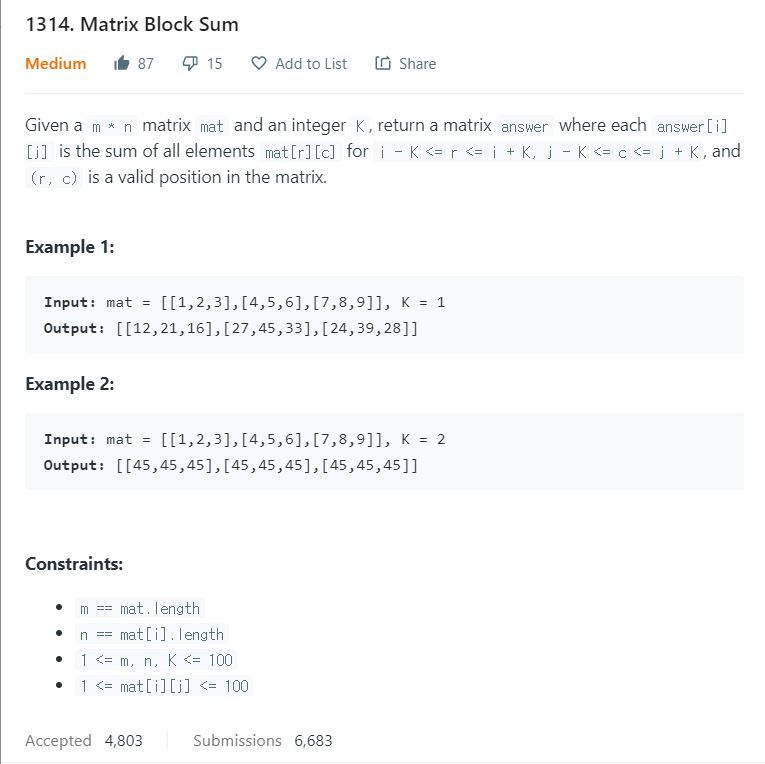 1314. Matrix Block Sum
Medium 87 15 Add to List Share
Given a m * n matrix mat and an integer K, return a matrix answer where each answer[i]
[j] is the sum of all elements mat[r][c] for i - K <= r <= i + K, j - K <= c <= j + K, and
(r, c) is a valid position in the matrix.
Example 1:
Input: mat = [[1,2,3],[4,5,6],[7,8,9]], K = 1
Output: [[12,21,16],[27,45,33],[24,39,28]]
Example 2:
Input: mat = [[1,2,3],[4,5,6],[7,8,9]], K = 2
Output: [[45,45,45],[45,45,45],[45,45,45]]
Constraints:
m == mat.length
n == mat[i].length
1 <= m, n, K <= 100
1 <= mat[i][j] <= 100
Accepted 4,803 Submissions 6,683